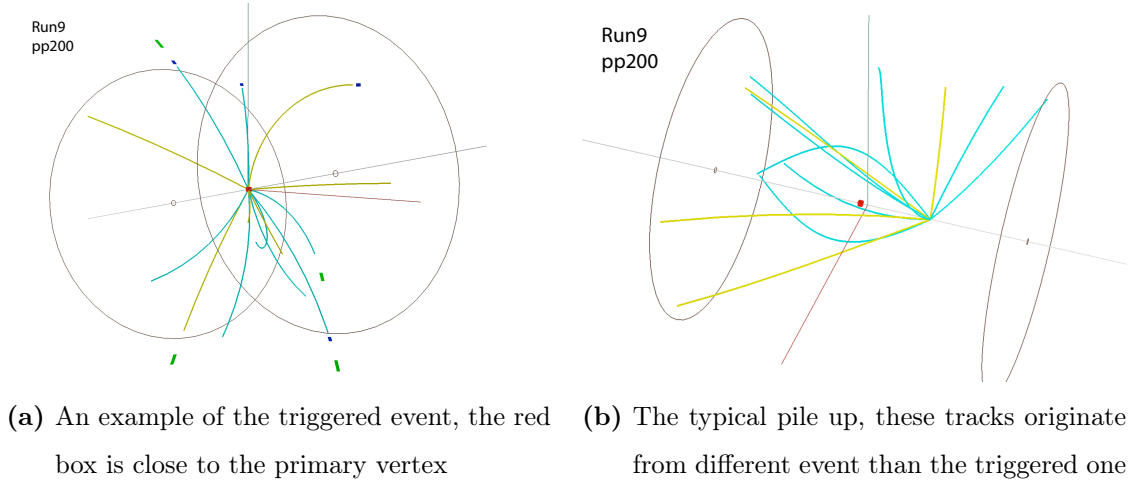 Run9
pp200
Run9
pp200
(a) An example of the triggered event, the red
box is close to the primary vertex
(b) The typical pile up, these tracks originate
from different event than the triggered one